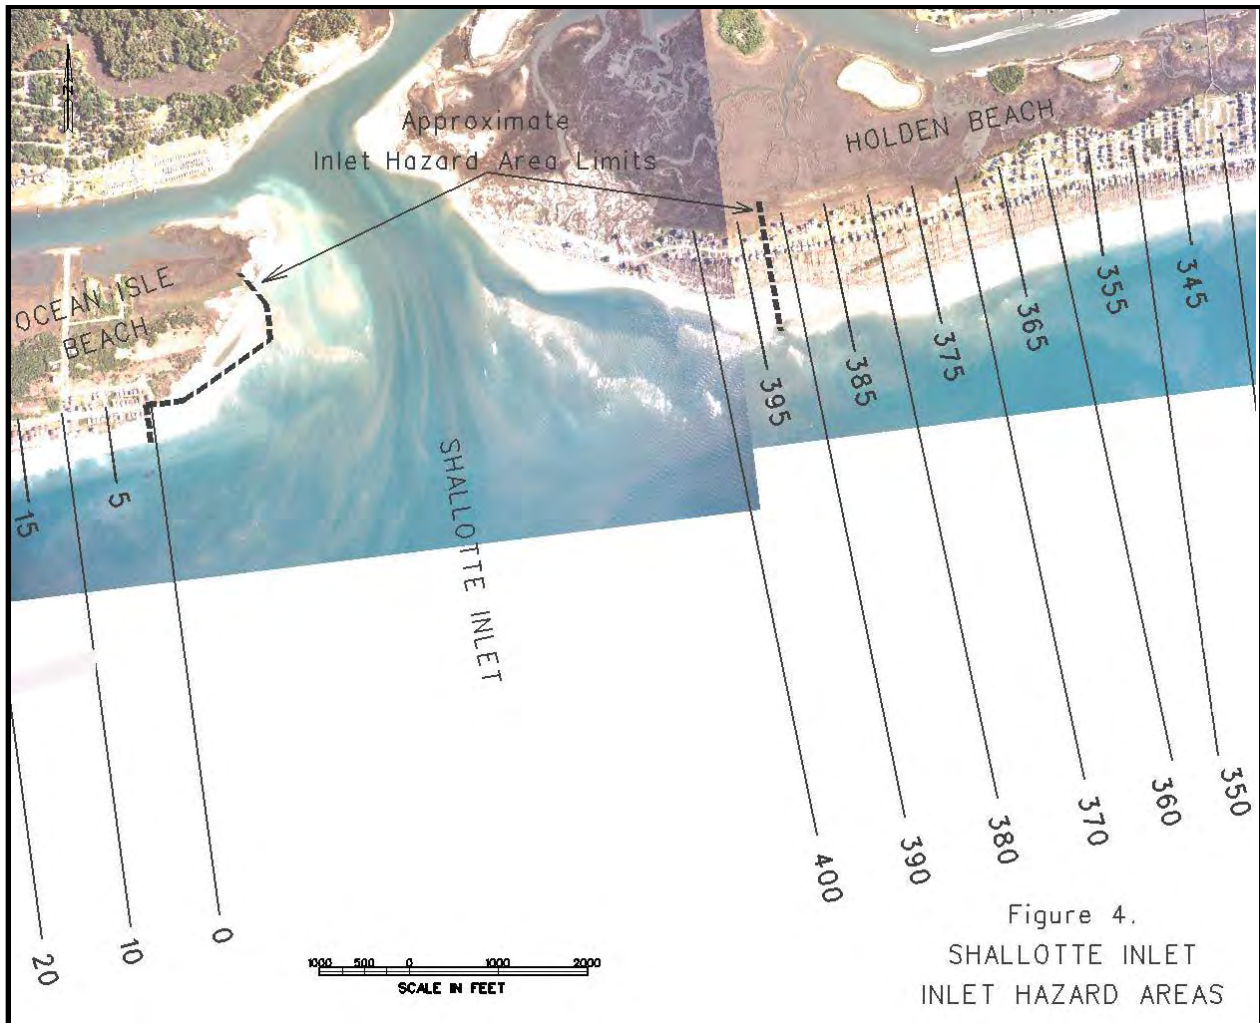 N
Approximate
Inlet Hazard Area Limits
HOLDEN BEACH
OCEAN ISLE
BEACH
SHALLOTTE INLET
15
5
395
385
375
365
355
345
20
10
0
400
390
380
370
360
350
1000 500 0 1000 2000
SCALE IN FEET
Figure 4.
SHALLOTTE INLET
INLET HAZARD AREAS